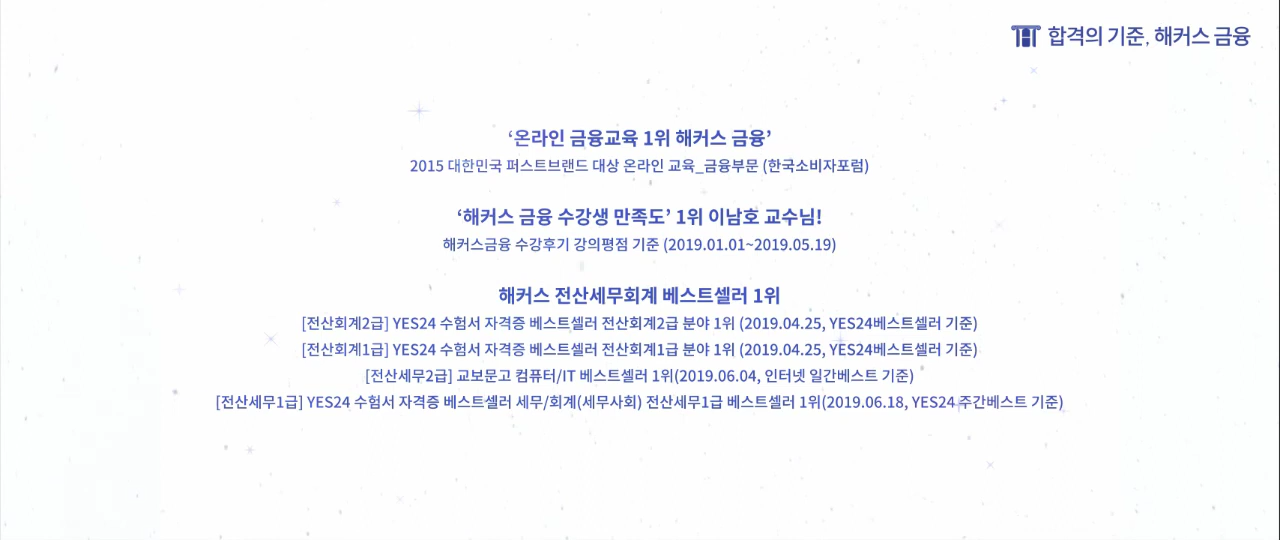 합격의 기준, 해커스 금융
‘온라인 금융교육 1위 해커스 금융’
2015 대한민국 퍼스트브랜드 대상 온라인 교육_금융부문 (한국소비자포럼)
‘해커스 금융 수강생 만족도’ 1위 이남호 교수님!
해커스금융 수강후기 강의평점 기준 (2019.01.01~2019.05.19)
해커스 전산세무회계 베스트셀러 1위
[전산회계2급] YES24 수험서 자격증 베스트셀러 전산회계2급 분야 1위 (2019.04.25, YES24베스트셀러 기준)
[전산회계1급] YES24 수험서 자격증 베스트셀러 전산회계1급 분야 1위 (2019.04.25, YES24베스트셀러 기준)
[전산세무2급] 교보문고 컴퓨터/IT 베스트셀러 1위(2019.06.04, 인터넷 일간베스트 기준)
[전산세무1급] YES24 수험서 자격증 베스트셀러 세무/회계(세무사회) 전산세무1급 베스트셀러 1위(2019.06.18, YES24 주간베스트 기준)